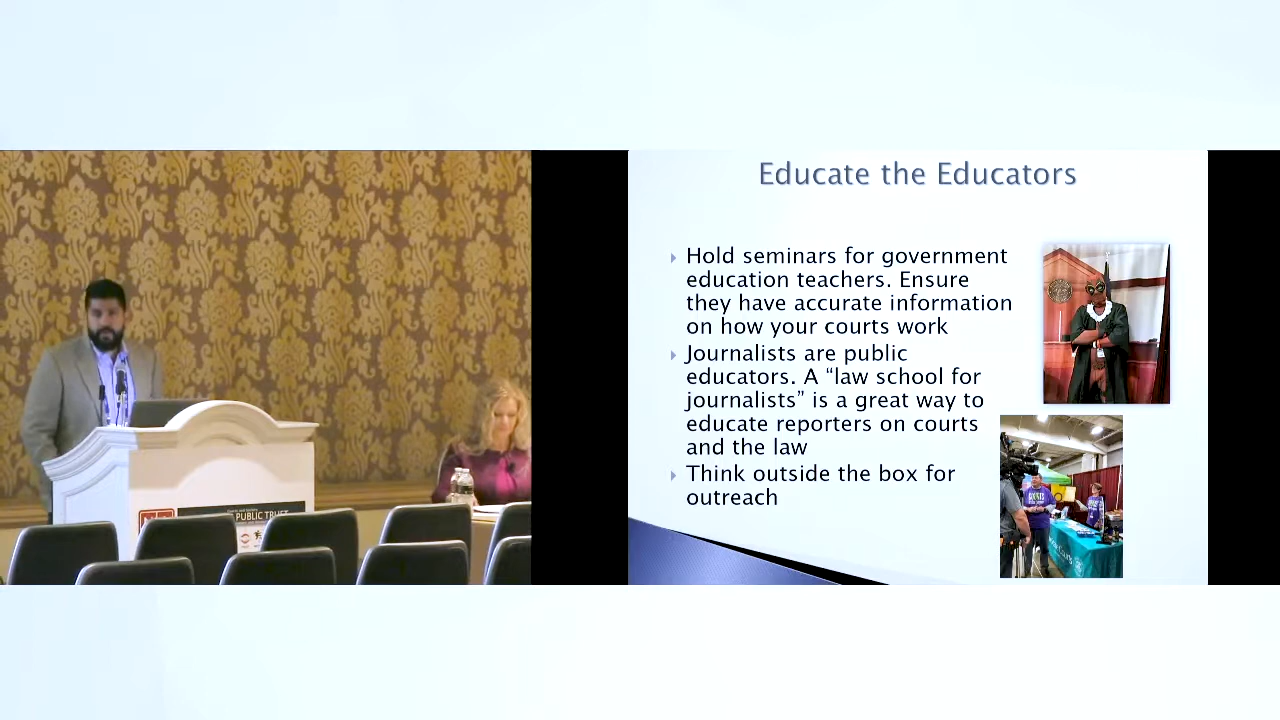 Educate the Educators
Hold seminars for government
education teachers. Ensure
they have accurate information
on how your courts work
Journalists are public
educators. A “law school for
journalists” is a great way to
educate reporters on courts
and the law
Think outside the box for
outreach
PUBLIC TRUST